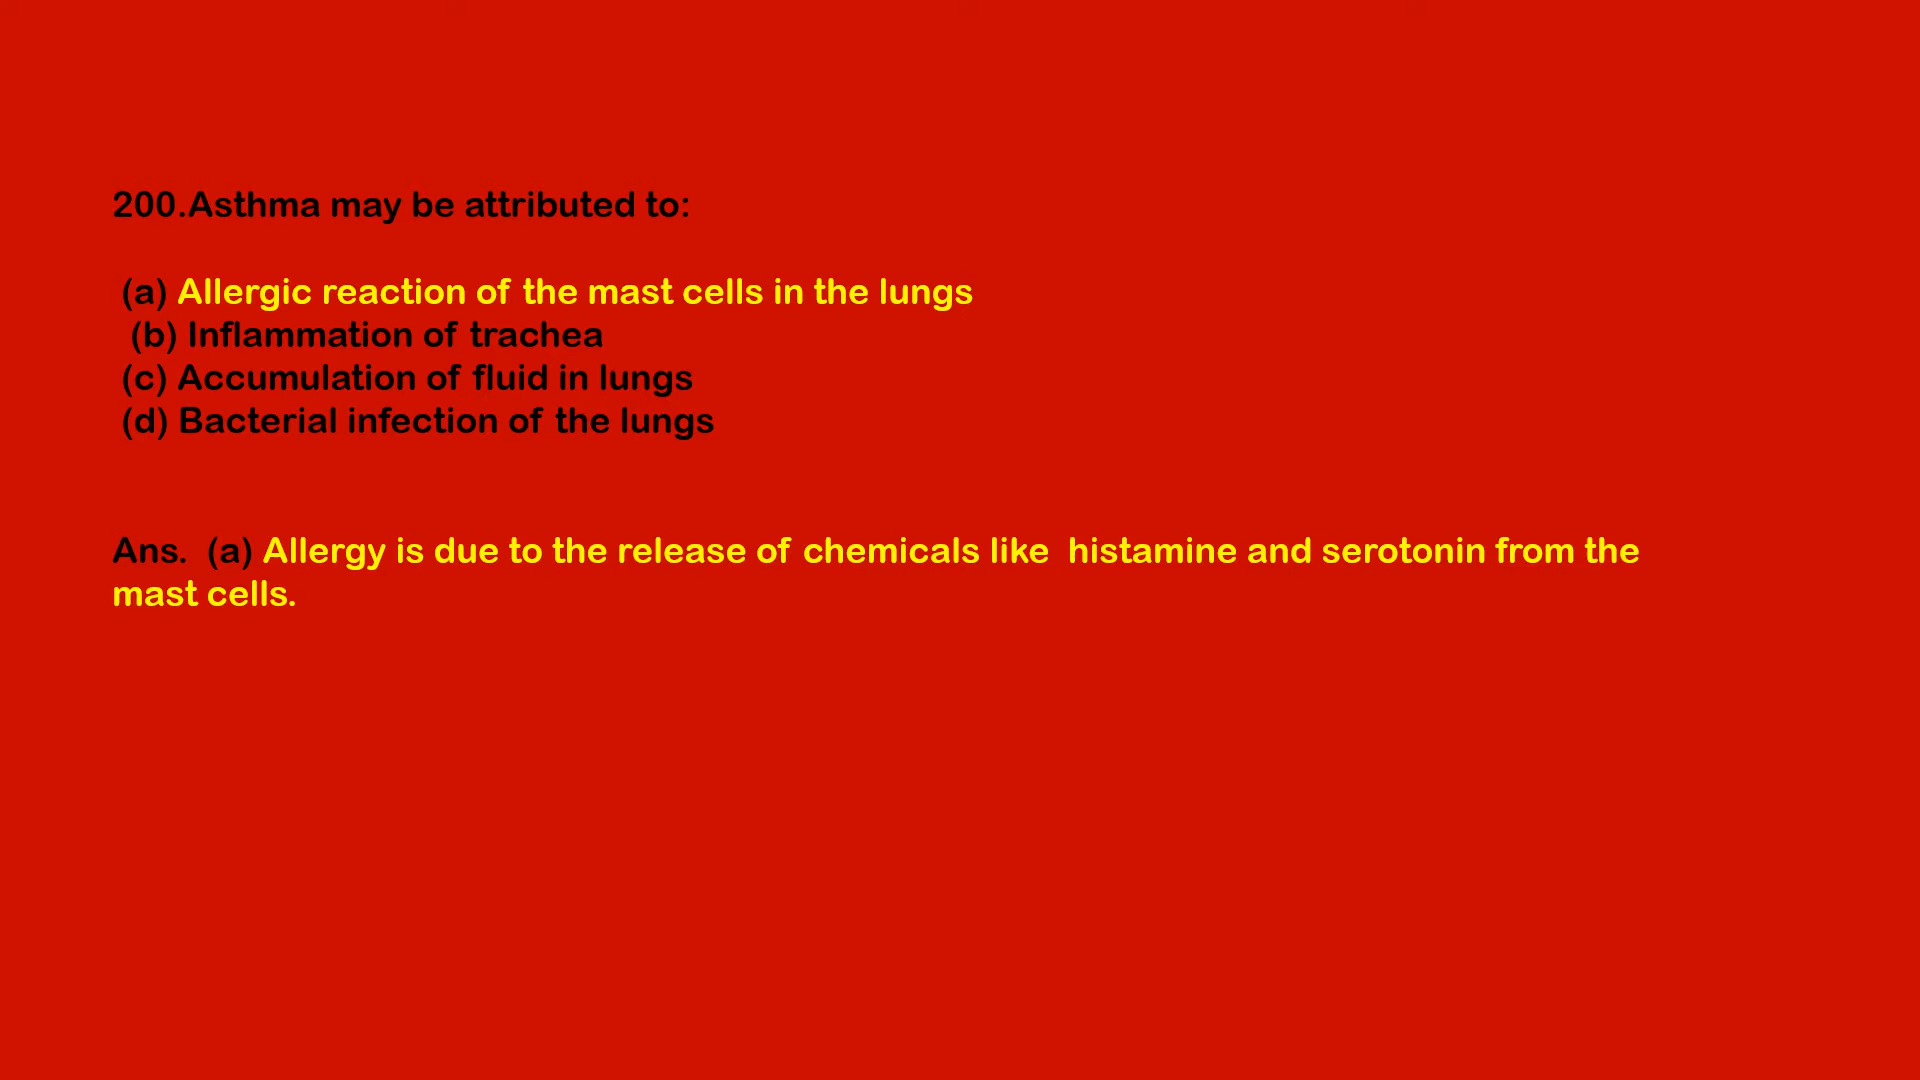 200.Asthma may be attributed to:
(a) Allergic reaction of the mast cells in the lungs
(b) Inflammation of trachea
(c) Accumulation of fluid in lungs
(d) Bacterial infection of the lungs
Ans. (a) Allergy is due to the release of chemicals like histamine and serotonin from the
mast cells.